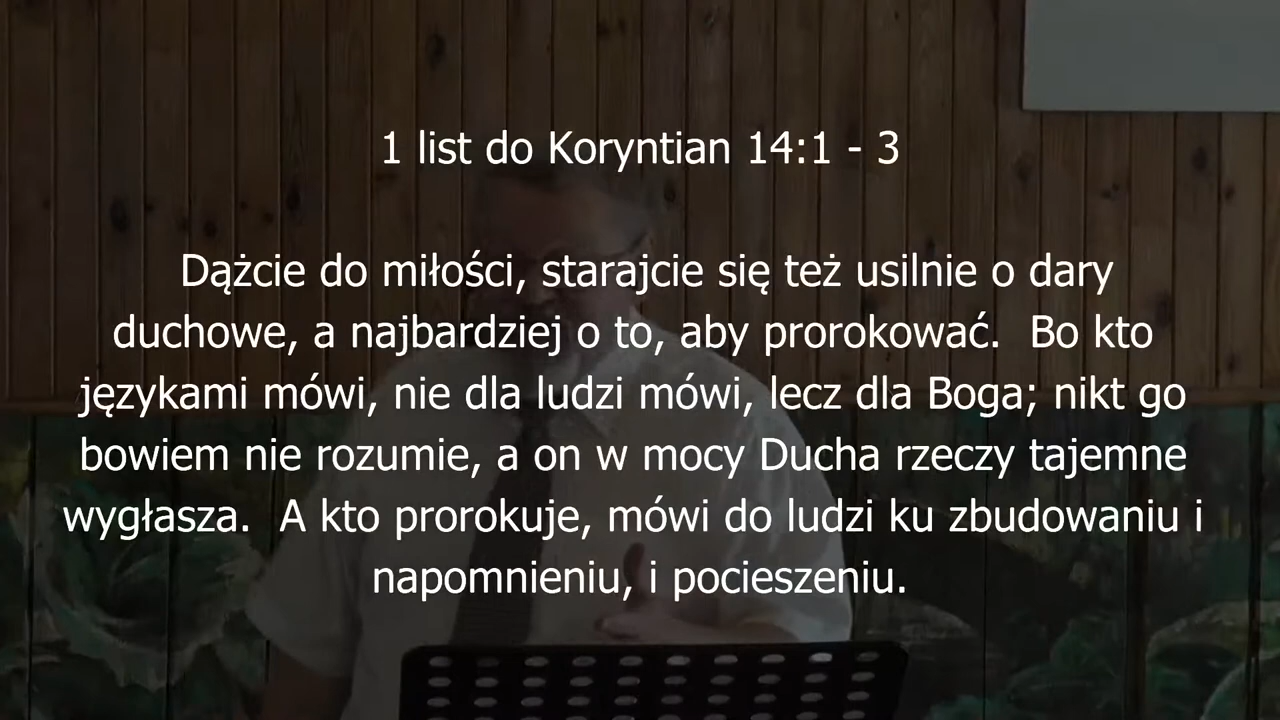 1 list do Koryntian 14:1 - 3
Dążcie do miłości, starajcie się też usilnie o dary
duchowe, a najbardziej o to, aby prorokować. Bo kto
językami mówi, nie dla ludzi mówi, lecz dla Boga; nikt go
bowiem nie rozumie, a on w mocy Ducha rzeczy tajemne
wygłasza. A kto prorokuje, mówi do ludzi ku zbudowaniu i
napomnieniu, i pocieszeniu.